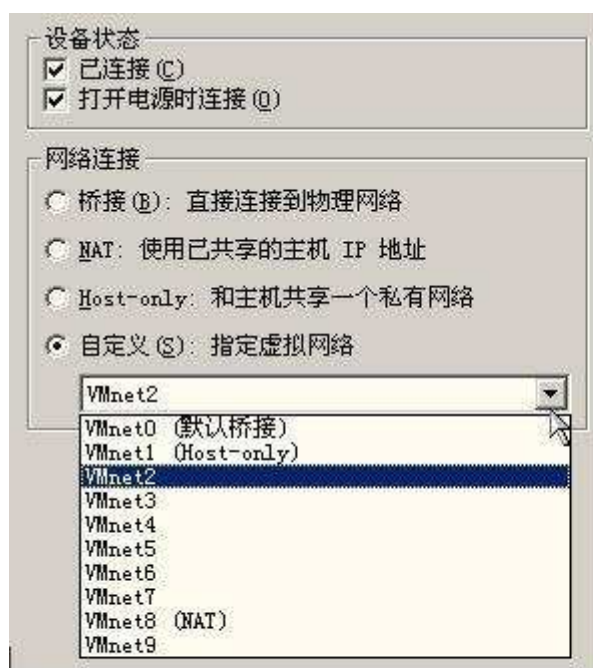 设备状态
已连接(C)
打开电源时连接(O)
网络连接
桥接(B): 直接连接到物理网络
NAT: 使用已共享的主机 IP 地址
Host-only: 和主机共享一个私有网络
自定义(S): 指定虚拟网络
VMnet2
VMnet0 (默认桥接)
VMnet1 (Host-only)
VMnet2
VMnet3
VMnet4
VMnet5
VMnet6
VMnet7
VMnet8 (NAT)
VMnet9